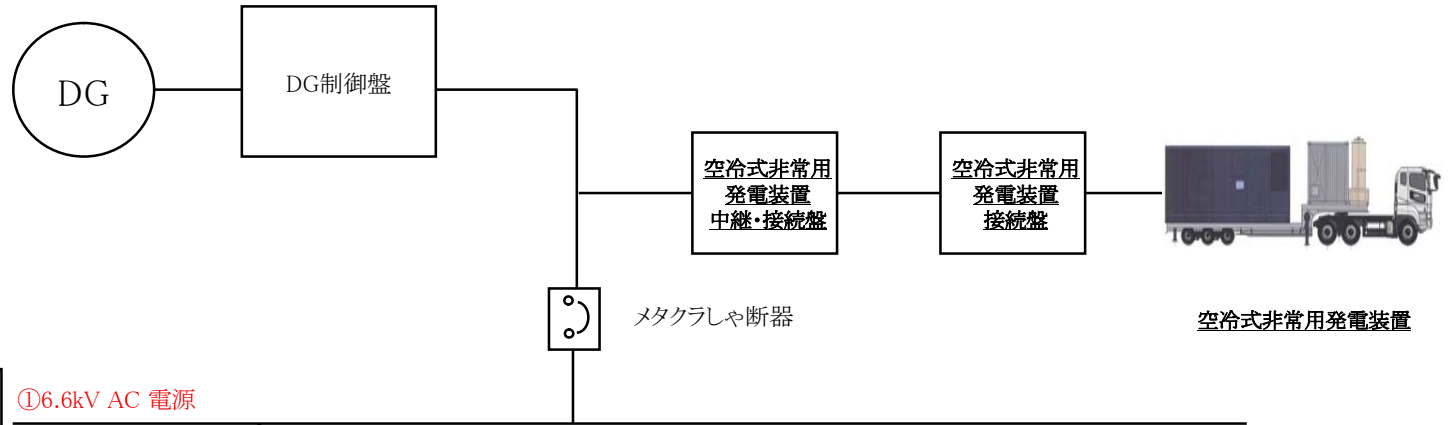 DG
DG制御盤
空冷式非常用
発電装置
中継・接続盤
空冷式非常用
発電装置
接続盤
メタクラしゃ断器
空冷式非常用発電装置
①6.6kV AC 電源